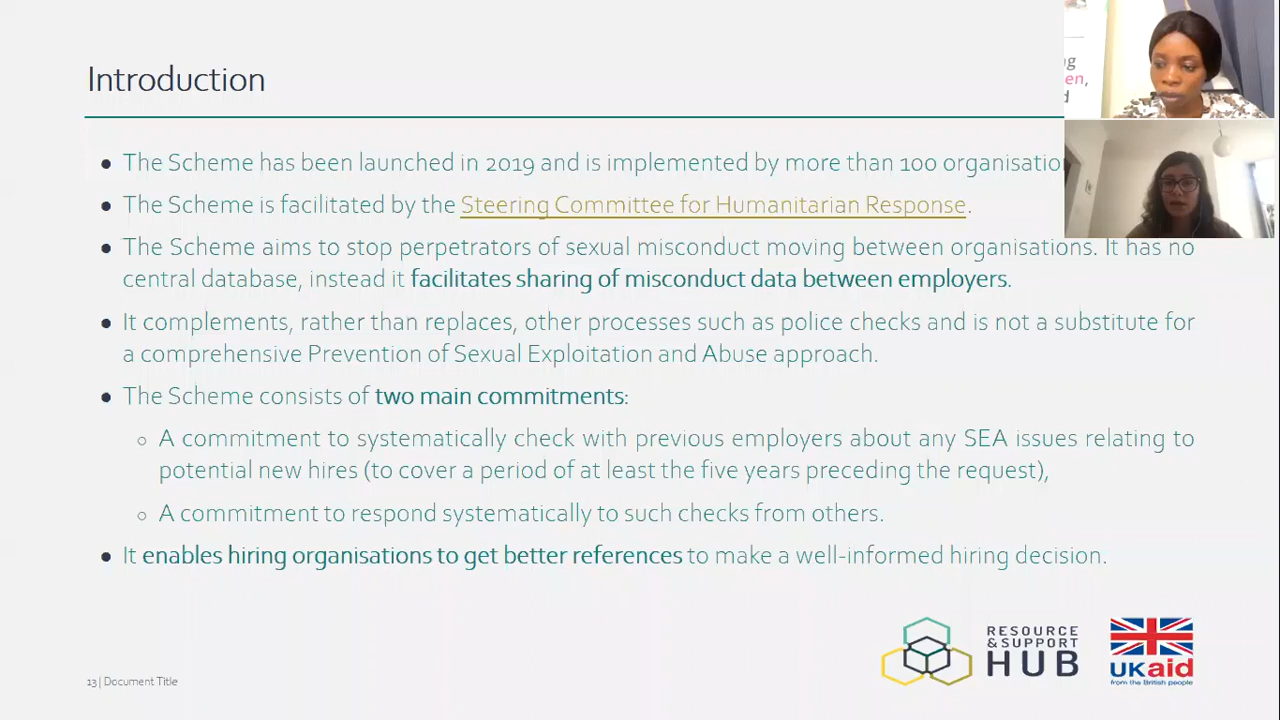 Introduction
● The Scheme has been launched in 2019 and is implemented by more than 100
● The Scheme is facilitated by the Steering Committee for Humanitarian Response.
● The Scheme aims to stop perpetrators of sexual misconduct moving between organisations. It has no
central database, instead it facilitates sharing of misconduct data between employers.
● It complements, rather than replaces, other processes such as police checks and is not a substitute for
a comprehensive Prevention of Sexual Exploitation and Abuse approach.
● The Scheme consists of two main commitments:
○ A commitment to systematically check with previous employers about any SEA issues relating to
potential new hires (to cover a period of at least the five years preceding the request),
○ A commitment to respond systematically to such checks from others.
● It enables hiring organisations to get better references to make a well-informed hiring decision.
RESOURCE
& SUPPORT
HUB
UKaid
from the British people
13 | Document Title